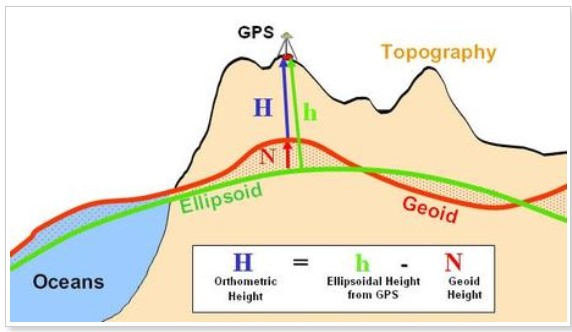 GPS
Topography
H
h
N
Ellipsoid
Geoid
Oceans
H = h - N
Orthometric Height
Ellipsoidal Height from GPS
Geoid Height